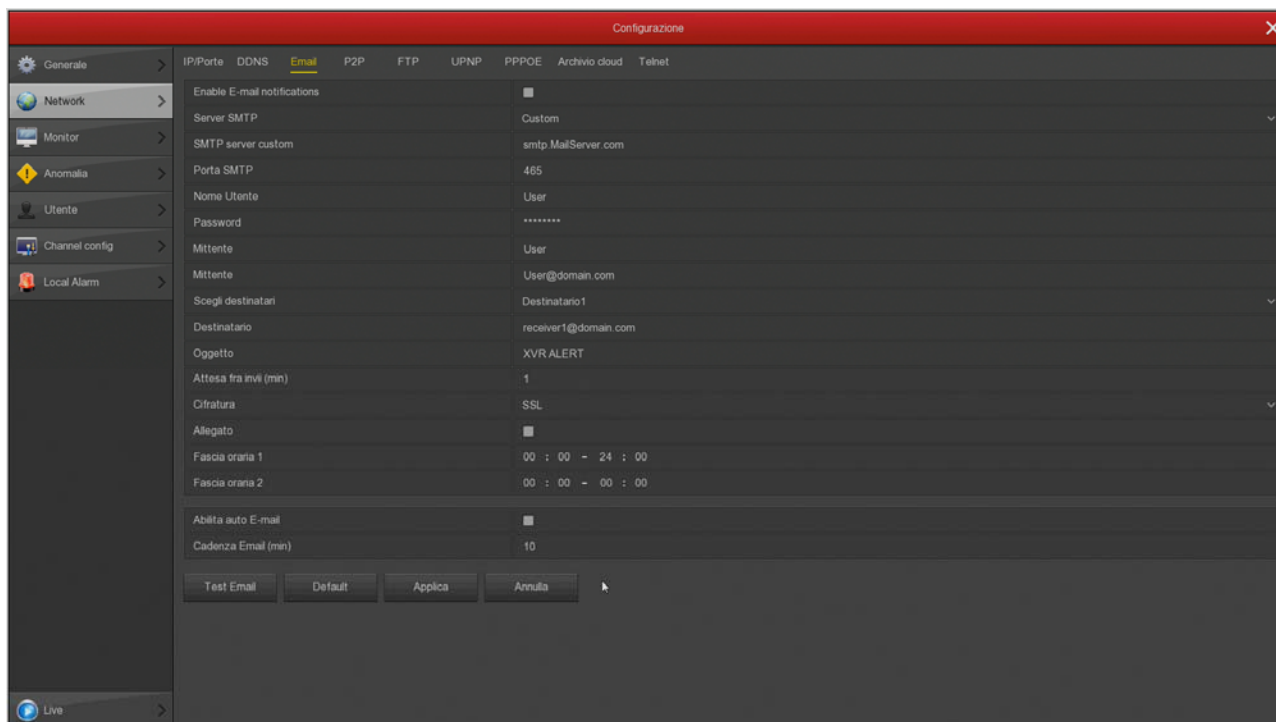 Configurazione
Generale
Network
Monitor
Anomalia
Utente
Channel config
Local Alarm
Live
IP/Porte DDNS Email P2P FTP UPNP PPPOE Archivio cloud Telnet
Enable E-mail notifications
Server SMTP Custom
SMTP server custom smtp.MailServer.com
Porta SMTP 465
Nome Utente User
Password ********
Mittente User
Mittente User@domain.com
Scegli destinatari Destinatario1
Destinatario receiver1@domain.com
Oggetto XVR ALERT
Attesa fra invii (min) 1
Cifratura SSL
Allegato
Fascia oraria 1 00 : 00 - 24 : 00
Fascia oraria 2 00 : 00 - 00 : 00
Abilita auto E-mail
Cadenza Email (min) 10
Test Email Default Applica Annulla